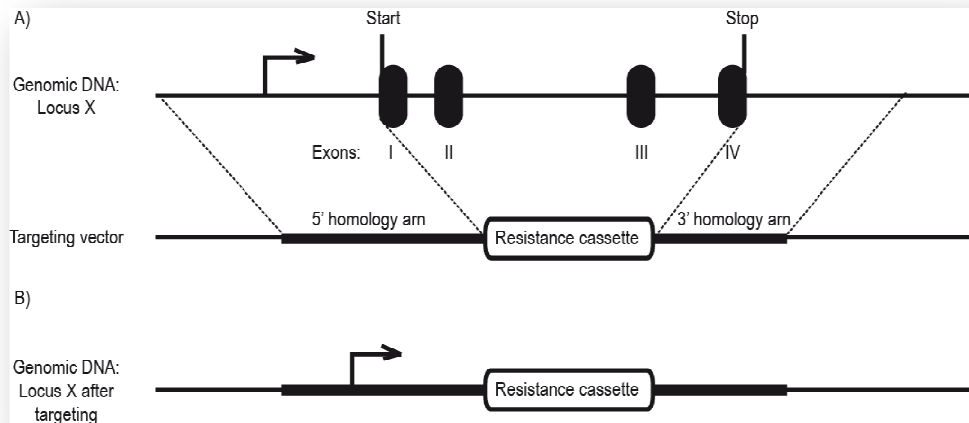 A)
Start
Stop
Genomic DNA:
Locus X
Exons: I II III IV
5' homology arn
3' homology arn
Targeting vector
Resistance cassette
B)
Genomic DNA:
Locus X after
targeting
Resistance cassette